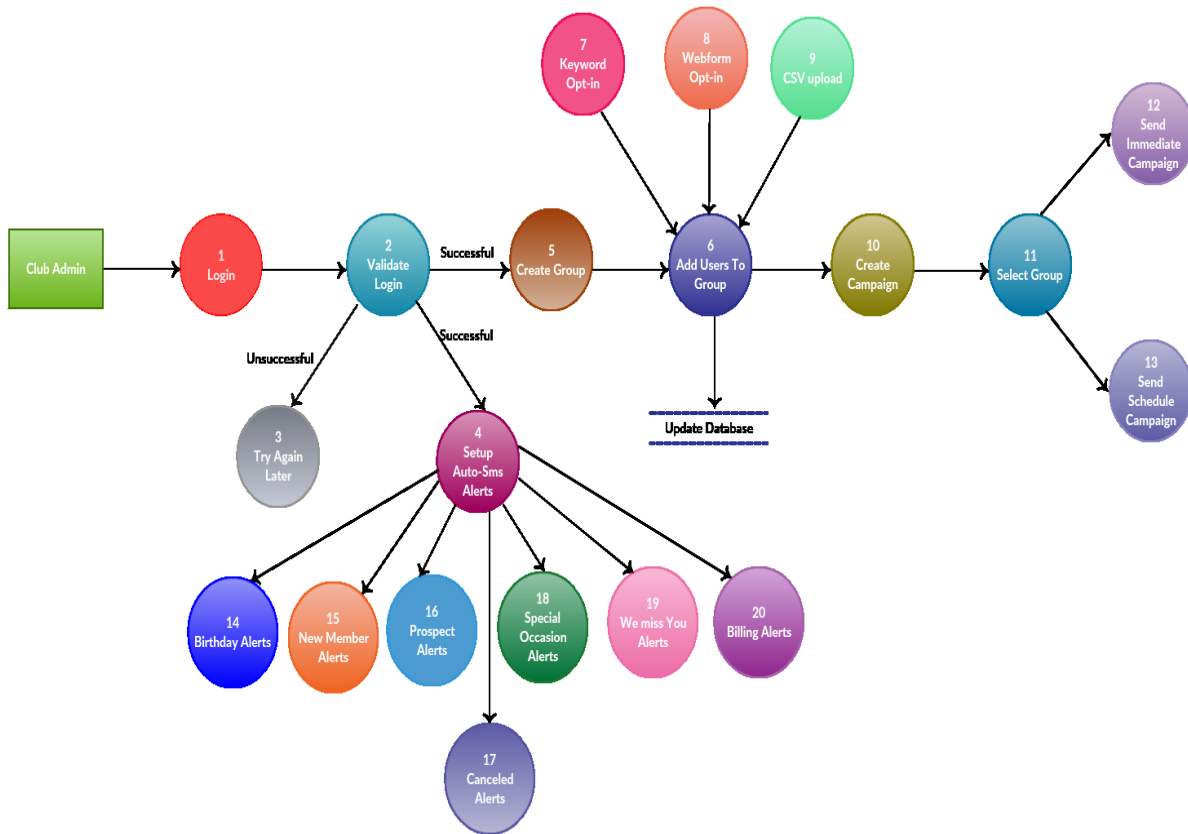 7
Keyword
Opt-in
8
Webform
Opt-in
9
CSV upload
12
Send
Immediate
Campaign
Club Admin
1
Login
2
Validate
Login
Successful
5
Create Group
6
Add Users To
Group
10
Create
Campaign
11
Select Group
Unsuccessful
Successful
13
Send
Schedule
Campaign
3
Try Again
Later
4
Setup
Auto-Sms
Alerts
Update Database
14
Birthday Alerts
15
New Member
Alerts
16
Prospect
Alerts
18
Special
Occasion
Alerts
19
We miss You
Alerts
20
Billing Alerts
17
Canceled
Alerts